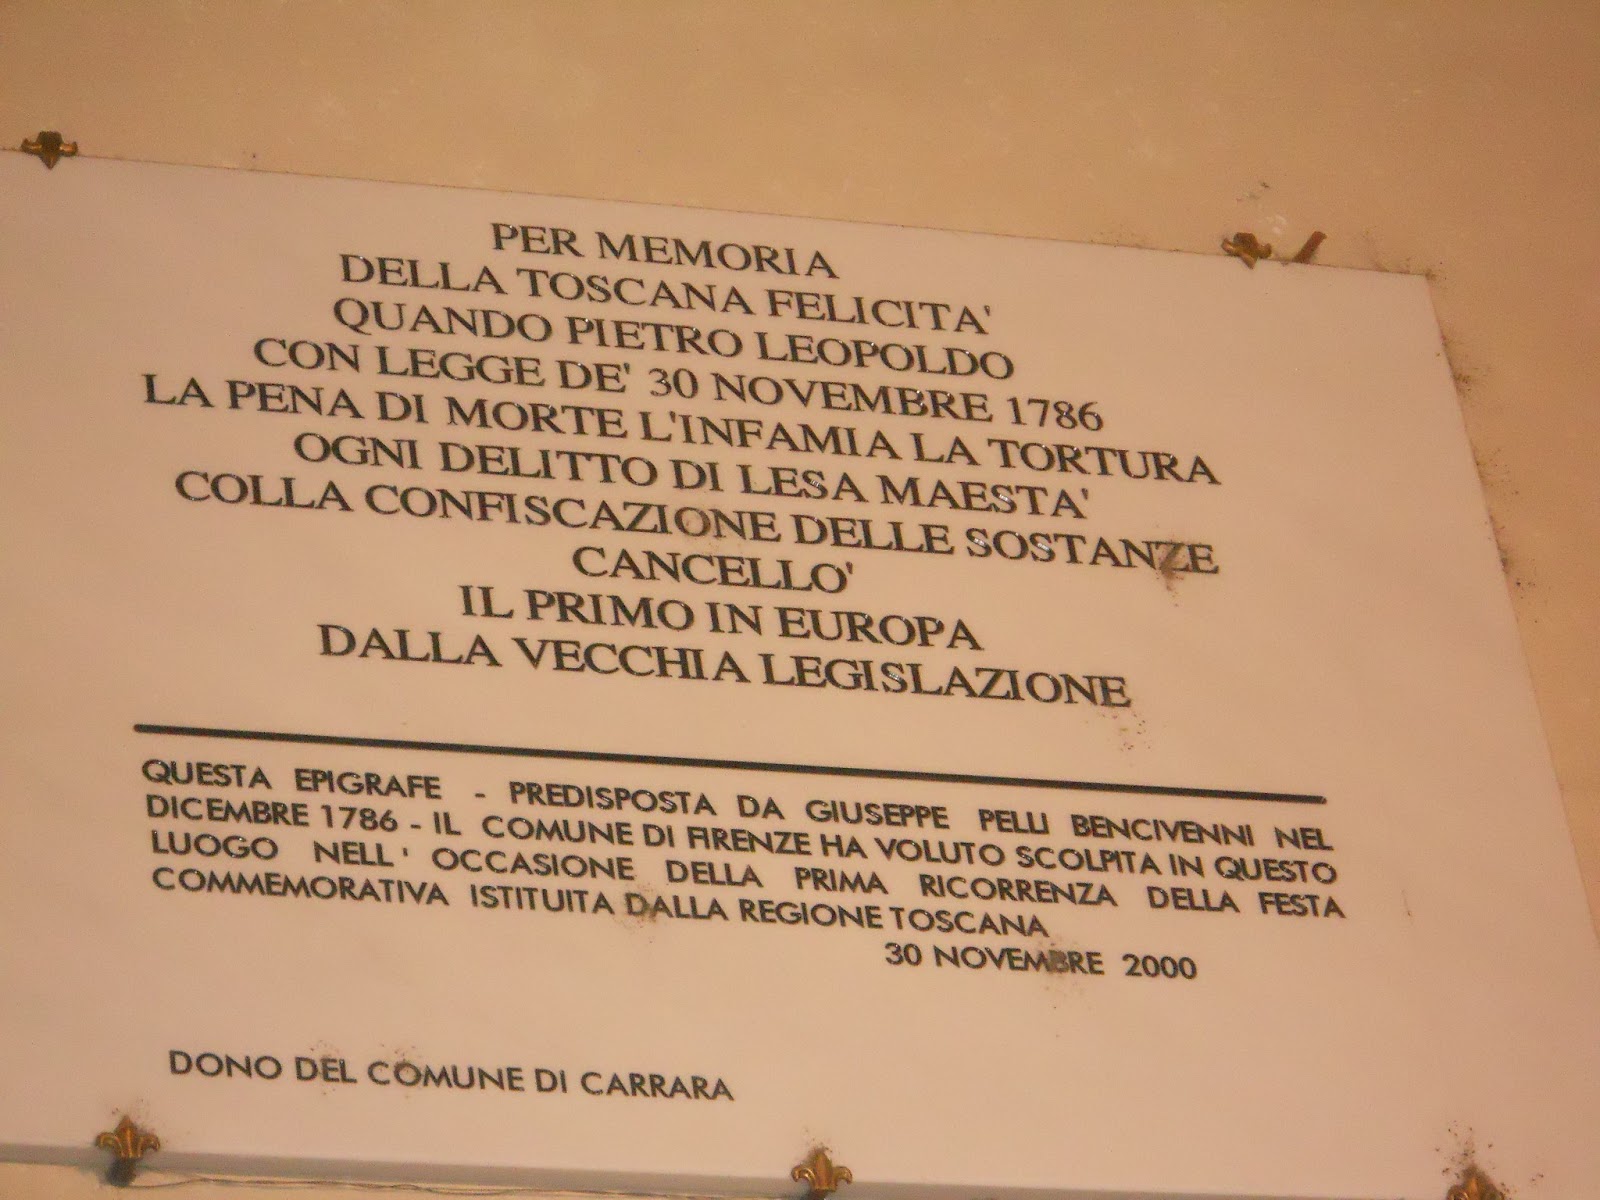 PER MEMORIA
DELLA TOSCANA FELICITA'
QUANDO PIETRO LEOPOLDO
CON LEGGE DE' 30 NOVEMBRE 1786
LA PENA DI MORTE L'INFAMIA LA TORTURA
OGNI DELITTO DI LESA MAESTA'
COLLA CONFISCAZIONE DELLE SOSTANZE
CANCELLO'
IL PRIMO IN EUROPA
DALLA VECCHIA LEGISLAZIONE
QUESTA EPIGRAFE - PREDISPOSTA DA GIUSEPPE PELLI BENCIVENNI NEL
DICEMBRE 1786 - IL COMUNE DI FIRENZE HA VOLUTO SCOLPITA IN QUESTO
LUOGO NELL' OCCASIONE DELLA PRIMA RICORRENZA DELLA FESTA
COMMEMORATIVA ISTITUITA DALLA REGIONE TOSCANA
30 NOVEMBRE 2000
DONO DEL COMUNE DI CARRARA